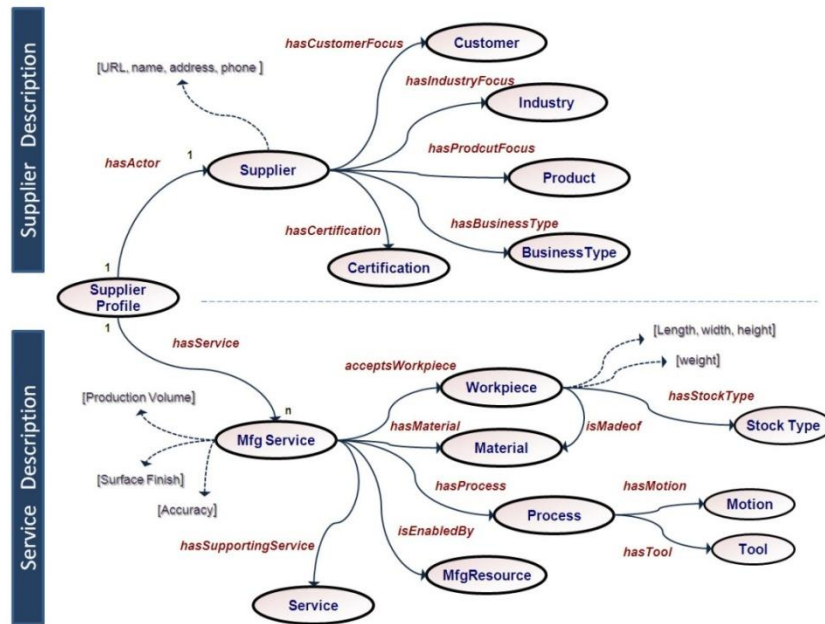 Supplier Description
hasCustomerFocus
Customer
[URL, name, address, phone ]
hasIndustryFocus
Industry
hasActor
1
Supplier
hasProdcutFocus
Product
hasCertification
hasBusinessType
BusinessType
Certification
1
Supplier
Profile
1
Service Description
hasService
[Length, width, height]
[weight]
acceptsWorkpiece
Workpiece
hasStockType
Stock Type
[Production Volume]
n
hasMaterial
isMadeof
Mfg Service
Material
[Surface Finish]
[Accuracy]
hasProcess
Process
hasMotion
Motion
hasSupportingService
isEnabledBy
hasTool
Tool
MfgResource
Service